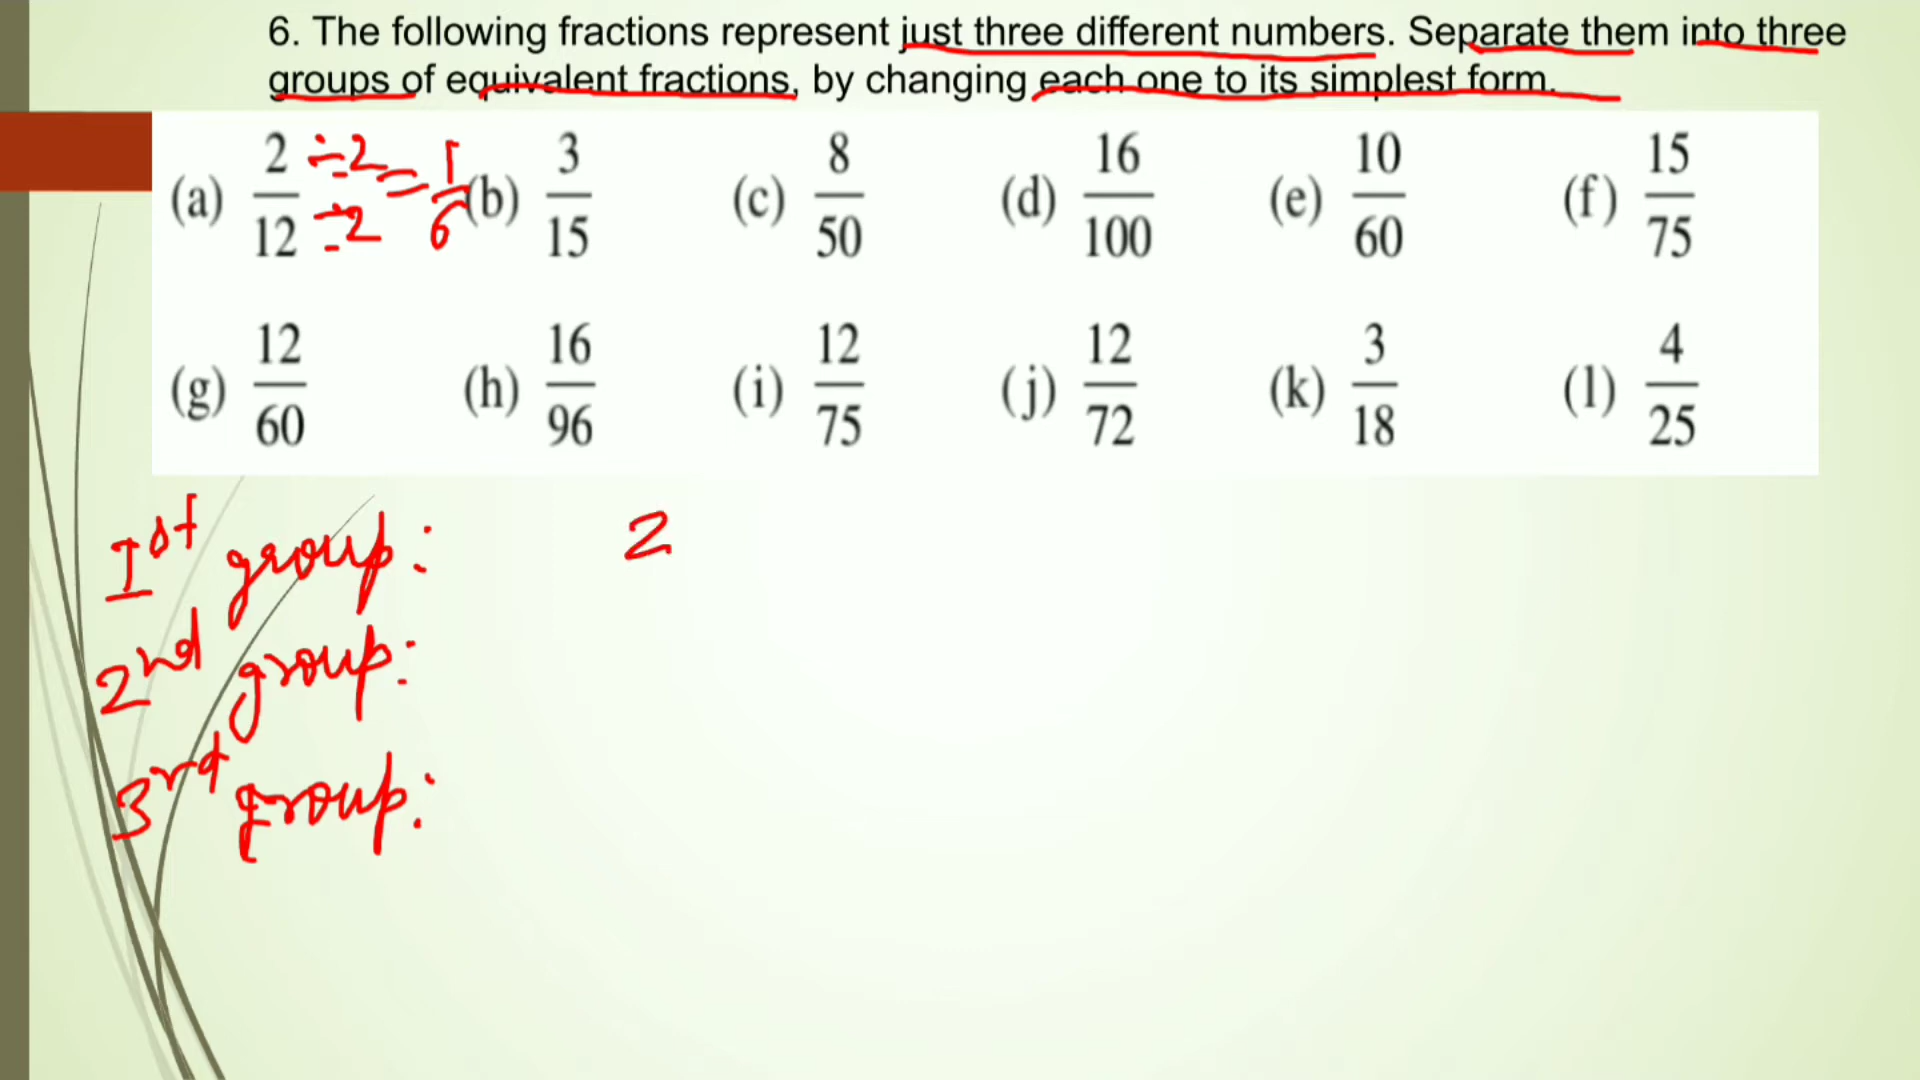 6. The following fractions represent just three different numbers. Separate them into three
groups of equivalent fractions, by changing each one to its simplest form.
(a) 2/12 ÷2/÷2 = 1/6 (b) 3/15 (c) 8/50 (d) 16/100 (e) 10/60 (f) 15/75
(g) 12/60 (h) 16/96 (i) 12/75 (j) 12/72 (k) 3/18 (l) 4/25
Ist group: 2
2nd group:
3rd group: